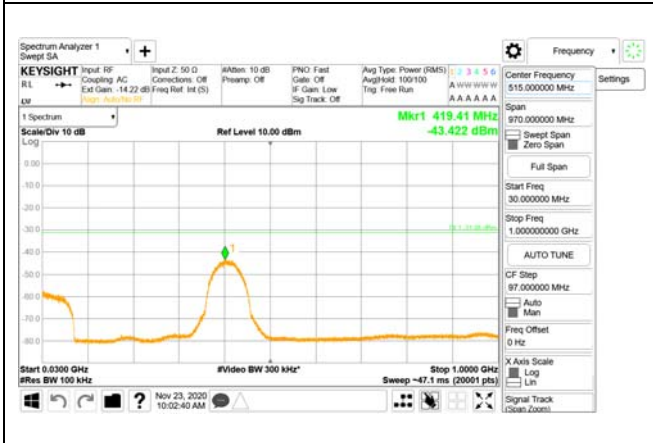 Spectrum Analyzer 1
Swept SA
+
Frequency
KEYSIGHT
RL
Input: RF
Coupling: AC
Ext Gain: -14.22 dB
Align: Auto/No RF
Input Z: 50 Ω
Corrections: Off
Freq Ref: Int (S)
#Atten: 10 dB
Preamp: Off
PNO: Fast
Gate: Off
IF Gain: Low
Sig Track: Off
Avg Type: Power (RMS)
Avg|Hold: 100/100
Trig: Free Run
1 2 3 4 5 6
A W W W W W
A A A A A A
1 Spectrum
Scale/Div 10 dB
Log
Ref Level 10.00 dBm
Mkr1 419.41 MHz
-43.422 dBm
0.00
-10.0
-20.0
-30.0
-40.0
-50.0
-60.0
-70.0
-80.0
1
Start 0.0300 GHz
#Res BW 100 kHz
#Video BW 300 kHz*
Stop 1.0000 GHz
Sweep ~47.1 ms (20001 pts)
Nov 23, 2020
10:02:40 AM
?
Center Frequency
515.000000 MHz
Settings
Span
970.000000 MHz
Swept Span
Zero Span
Full Span
Start Freq
30.000000 MHz
Stop Freq
1.000000000 GHz
AUTO TUNE
CF Step
97.000000 MHz
Auto
Man
Freq Offset
0 Hz
X Axis Scale
Log
Lin
Signal Track
(Span Zoom)